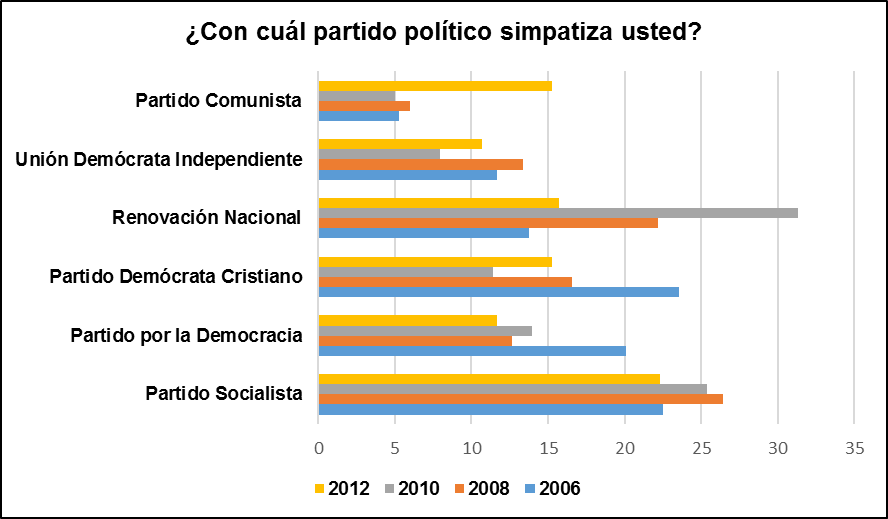 ¿Con cuál partido político simpatiza usted?
Partido Comunista
Unión Demócrata Independiente
Renovación Nacional
Partido Demócrata Cristiano
Partido por la Democracia
Partido Socialista
0 5 10 15 20 25 30 35
2012 2010 2008 2006